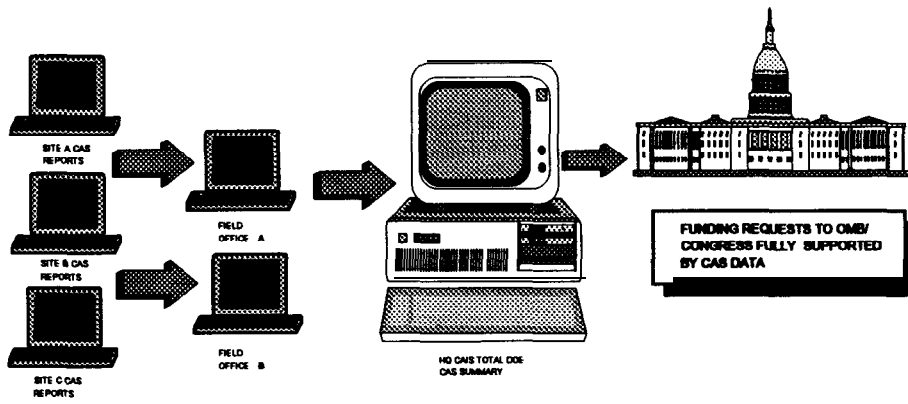 SITE A CAS
REPORTS
SITE B CAS
REPORTS
SITE C CAS
REPORTS
FIELD
OFFICE A
FIELD
OFFICE B
HQ CAIS TOTAL DOE
CAS SUMMARY
FUNDING REQUESTS TO OMB/
CONGRESS FULLY SUPPORTED
BY CAS DATA